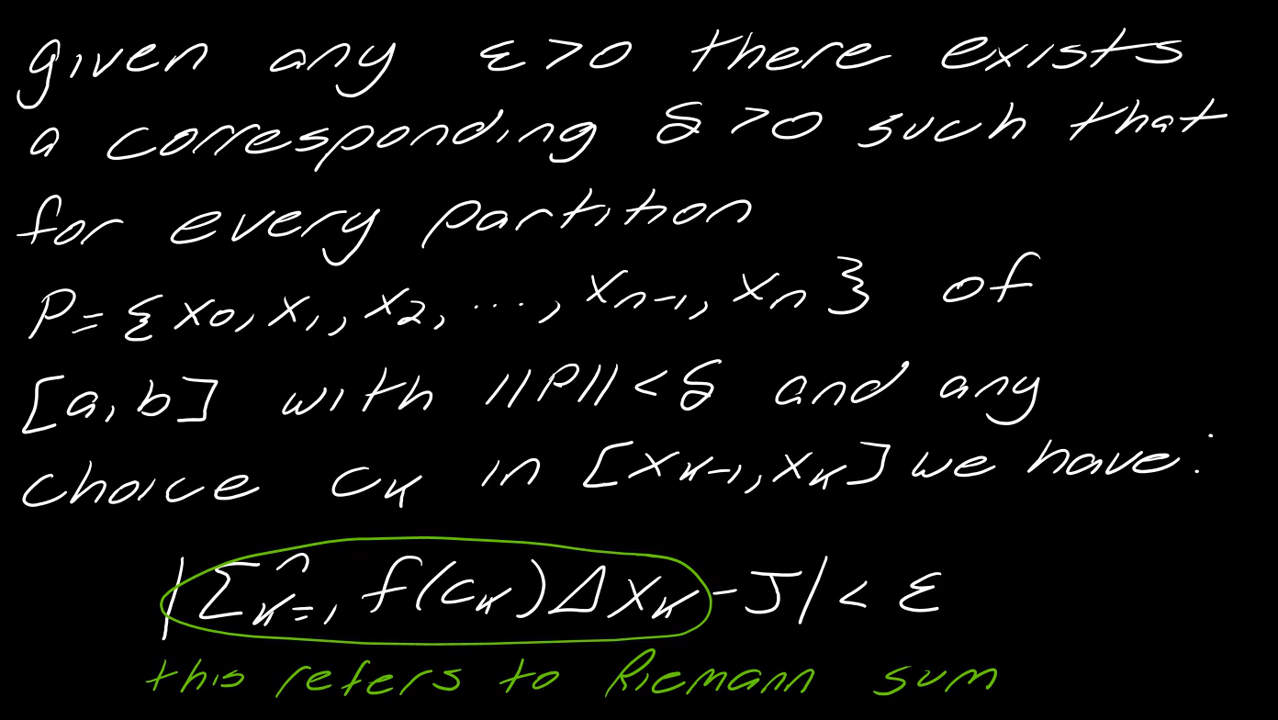 given any ε>0 there exists
a corresponding δ>0 such that
for every partition
P={x₀,x₁,x₂,...,xₙ₋₁,xₙ} of
[a,b] with ||P||<δ and any
choice cₖ in [xₖ₋₁,xₖ] we have:
|Σⁿₖ₌₁ f(cₖ)Δxₖ-J|<ε
this refers to Riemann sum